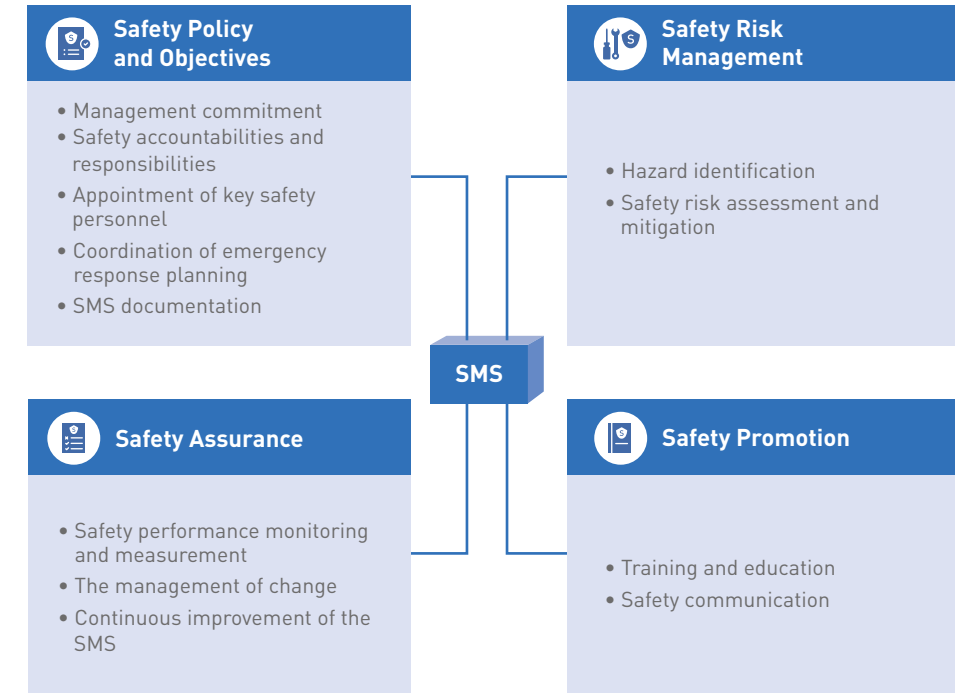 Safety Policy
and Objectives
• Management commitment
• Safety accountabilities and
responsibilities
• Appointment of key safety
personnel
• Coordination of emergency
response planning
• SMS documentation
Safety Risk
Management
• Hazard identification
• Safety risk assessment and
mitigation
SMS
Safety Assurance
• Safety performance monitoring
and measurement
• The management of change
• Continuous improvement of the
SMS
Safety Promotion
• Training and education
• Safety communication